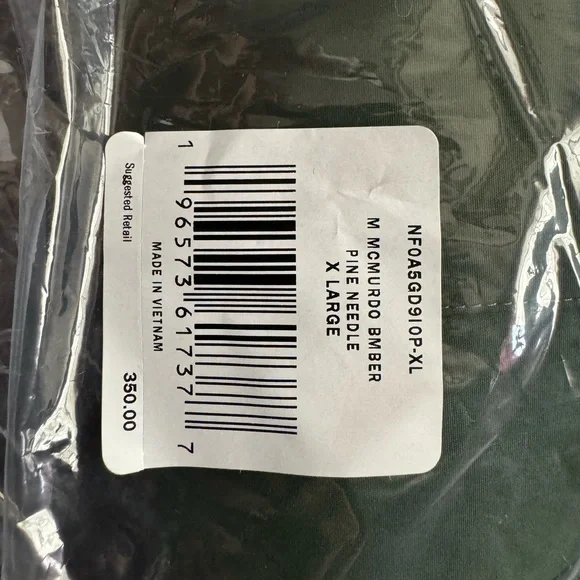 NF0A5GD9I0P-XL
M MCMURDO BMBER
PINE NEEDLE
X LARGE
1 96573 61737 7
MADE IN VIETNAM
Suggested Retail 350.00